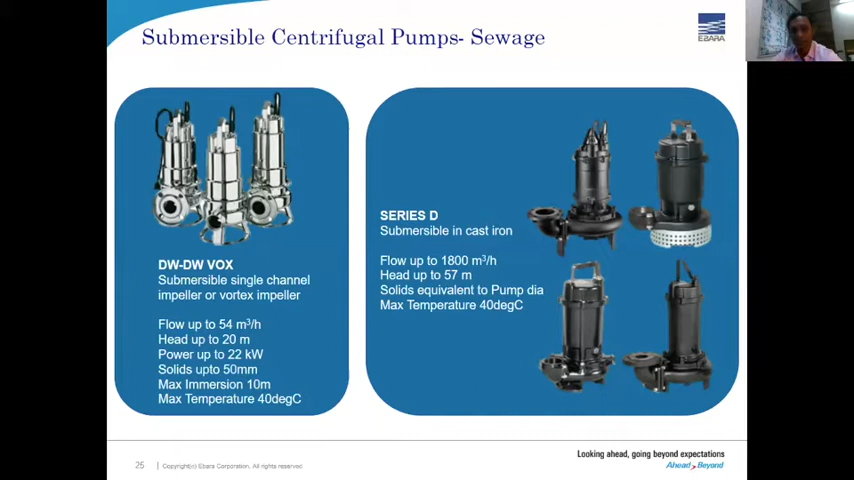 Submersible Centrifugal Pumps- Sewage
EBARA
DW-DW VOX
Submersible single channel
impeller or vortex impeller
Flow up to 54 m³/h
Head up to 20 m
Power up to 22 kW
Solids upto 50mm
Max Immersion 10m
Max Temperature 40degC
SERIES D
Submersible in cast iron
Flow up to 1800 m³/h
Head up to 57 m
Solids equivalent to Pump dia
Max Temperature 40degC
Looking ahead, going beyond expectations
Ahead > Beyond
25 | Copyright(c) Ebara Corporation. All rights reserved